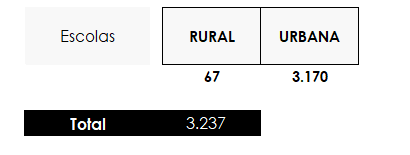 Escolas RURAL URBANA
67 3.170
Total 3.237